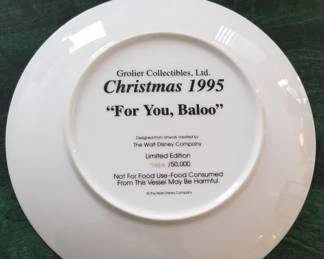 Grolier Collectibles, Ltd.
Christmas 1995
"For You, Baloo"
Designed from artwork created by
The Walt Disney Company
Limited Edition
/50,000
Not For Food Use-Food Consumed
From This Vessel May Be Harmful.
© The Walt Disney Company